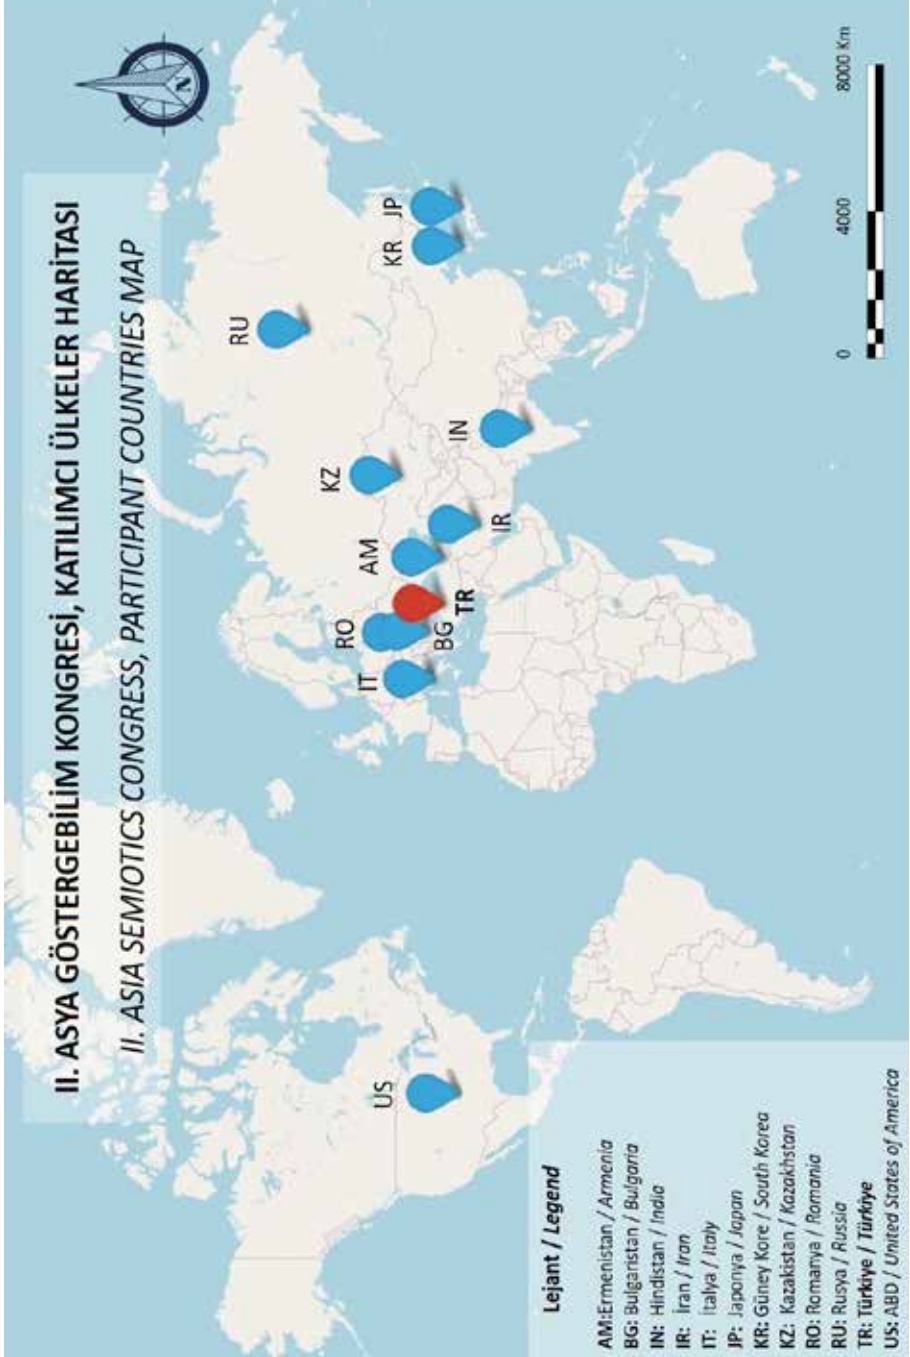 II. ASYA GÖSTERGEBİLİM KONGRESİ, KATILIMCI ÜLKELER HARİTASI
II. ASIA SEMIOTICS CONGRESS, PARTICIPANT COUNTRIES MAP
N
US
IT
RO
BG
TR
AM
IR
KZ
IN
RU
KR
JP
Lejant / Legend
AM:Ermenistan / Armenia
BG: Bulgaristan / Bulgaria
IN: Hindistan / India
IR: İran / Iran
IT: İtalya / Italy
JP: Japonya / Japan
KR: Güney Kore / South Korea
KZ: Kazakistan / Kazakhstan
RO: Romanya / Romania
RU: Rusya / Russia
TR: Türkiye / Türkiye
US: ABD / United States of America
0 4000 8000 Km